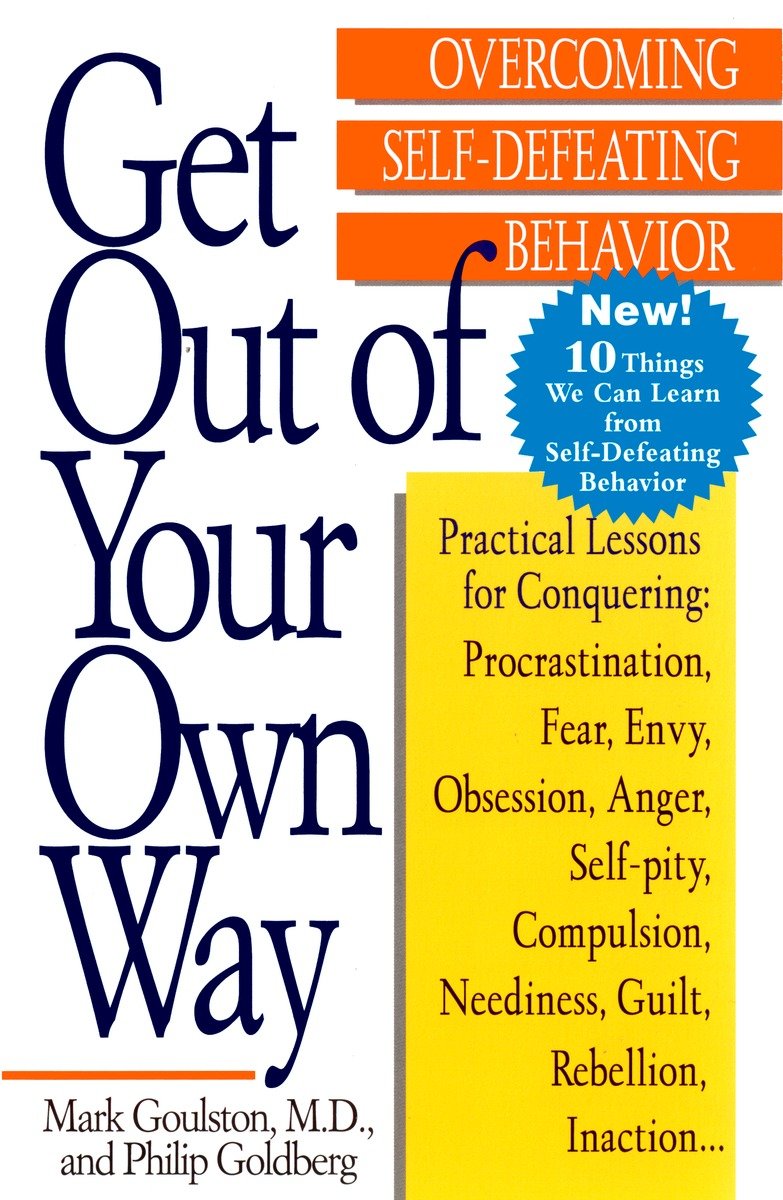 Get
Out of
Your
Own
Way
OVERCOMING
SELF-DEFEATING
BEHAVIOR
New!
10 Things
We Can Learn
from
Self-Defeating
Behavior
Practical Lessons
for Conquering:
Procrastination,
Fear, Envy,
Obsession, Anger,
Self-pity,
Compulsion,
Neediness, Guilt,
Rebellion,
Inaction...
Mark Goulston, M.D.,
and Philip Goldberg